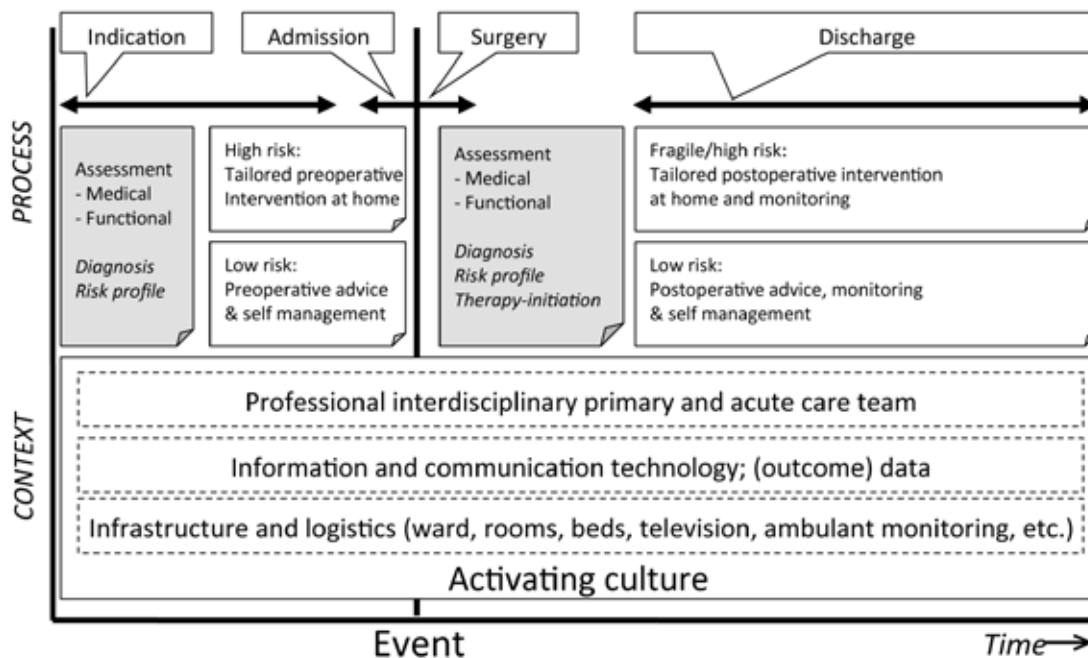 Indication
Admission
Surgery
Discharge
PROCESS
Assessment
- Medical
- Functional
Diagnosis
Risk profile
High risk:
Tailored preoperative
Intervention at home
Low risk:
Preoperative advice
& self management
Assessment
- Medical
- Functional
Diagnosis
Risk profile
Therapy-initiation
Fragile/high risk:
Tailored postoperative intervention
at home and monitoring
Low risk:
Postoperative advice, monitoring
& self management
CONTEXT
Professional interdisciplinary primary and acute care team
Information and communication technology; (outcome) data
Infrastructure and logistics (ward, rooms, beds, television, ambulant monitoring, etc.)
Activating culture
Event
Time